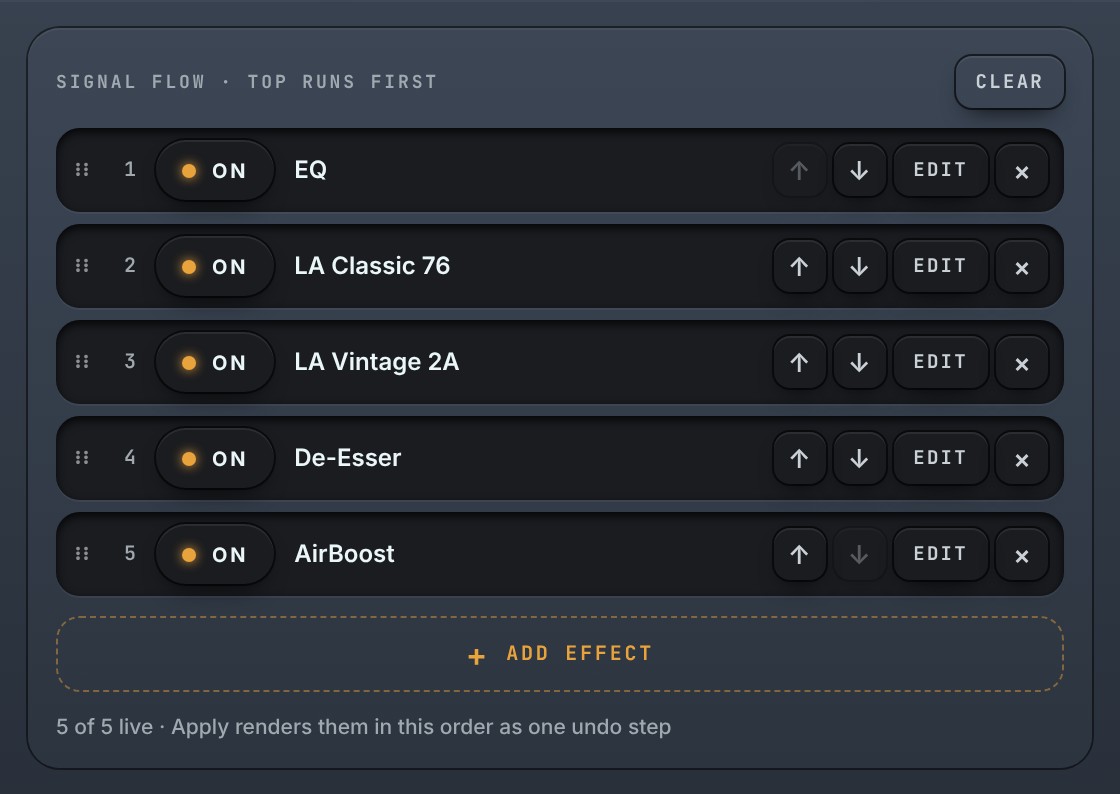 SIGNAL FLOW · TOP RUNS FIRST CLEAR
1 ON EQ ↑ ↓ EDIT ×
2 ON LA Classic 76 ↑ ↓ EDIT ×
3 ON LA Vintage 2A ↑ ↓ EDIT ×
4 ON De-Esser ↑ ↓ EDIT ×
5 ON AirBoost ↑ ↓ EDIT ×
+ ADD EFFECT
5 of 5 live · Apply renders them in this order as one undo step